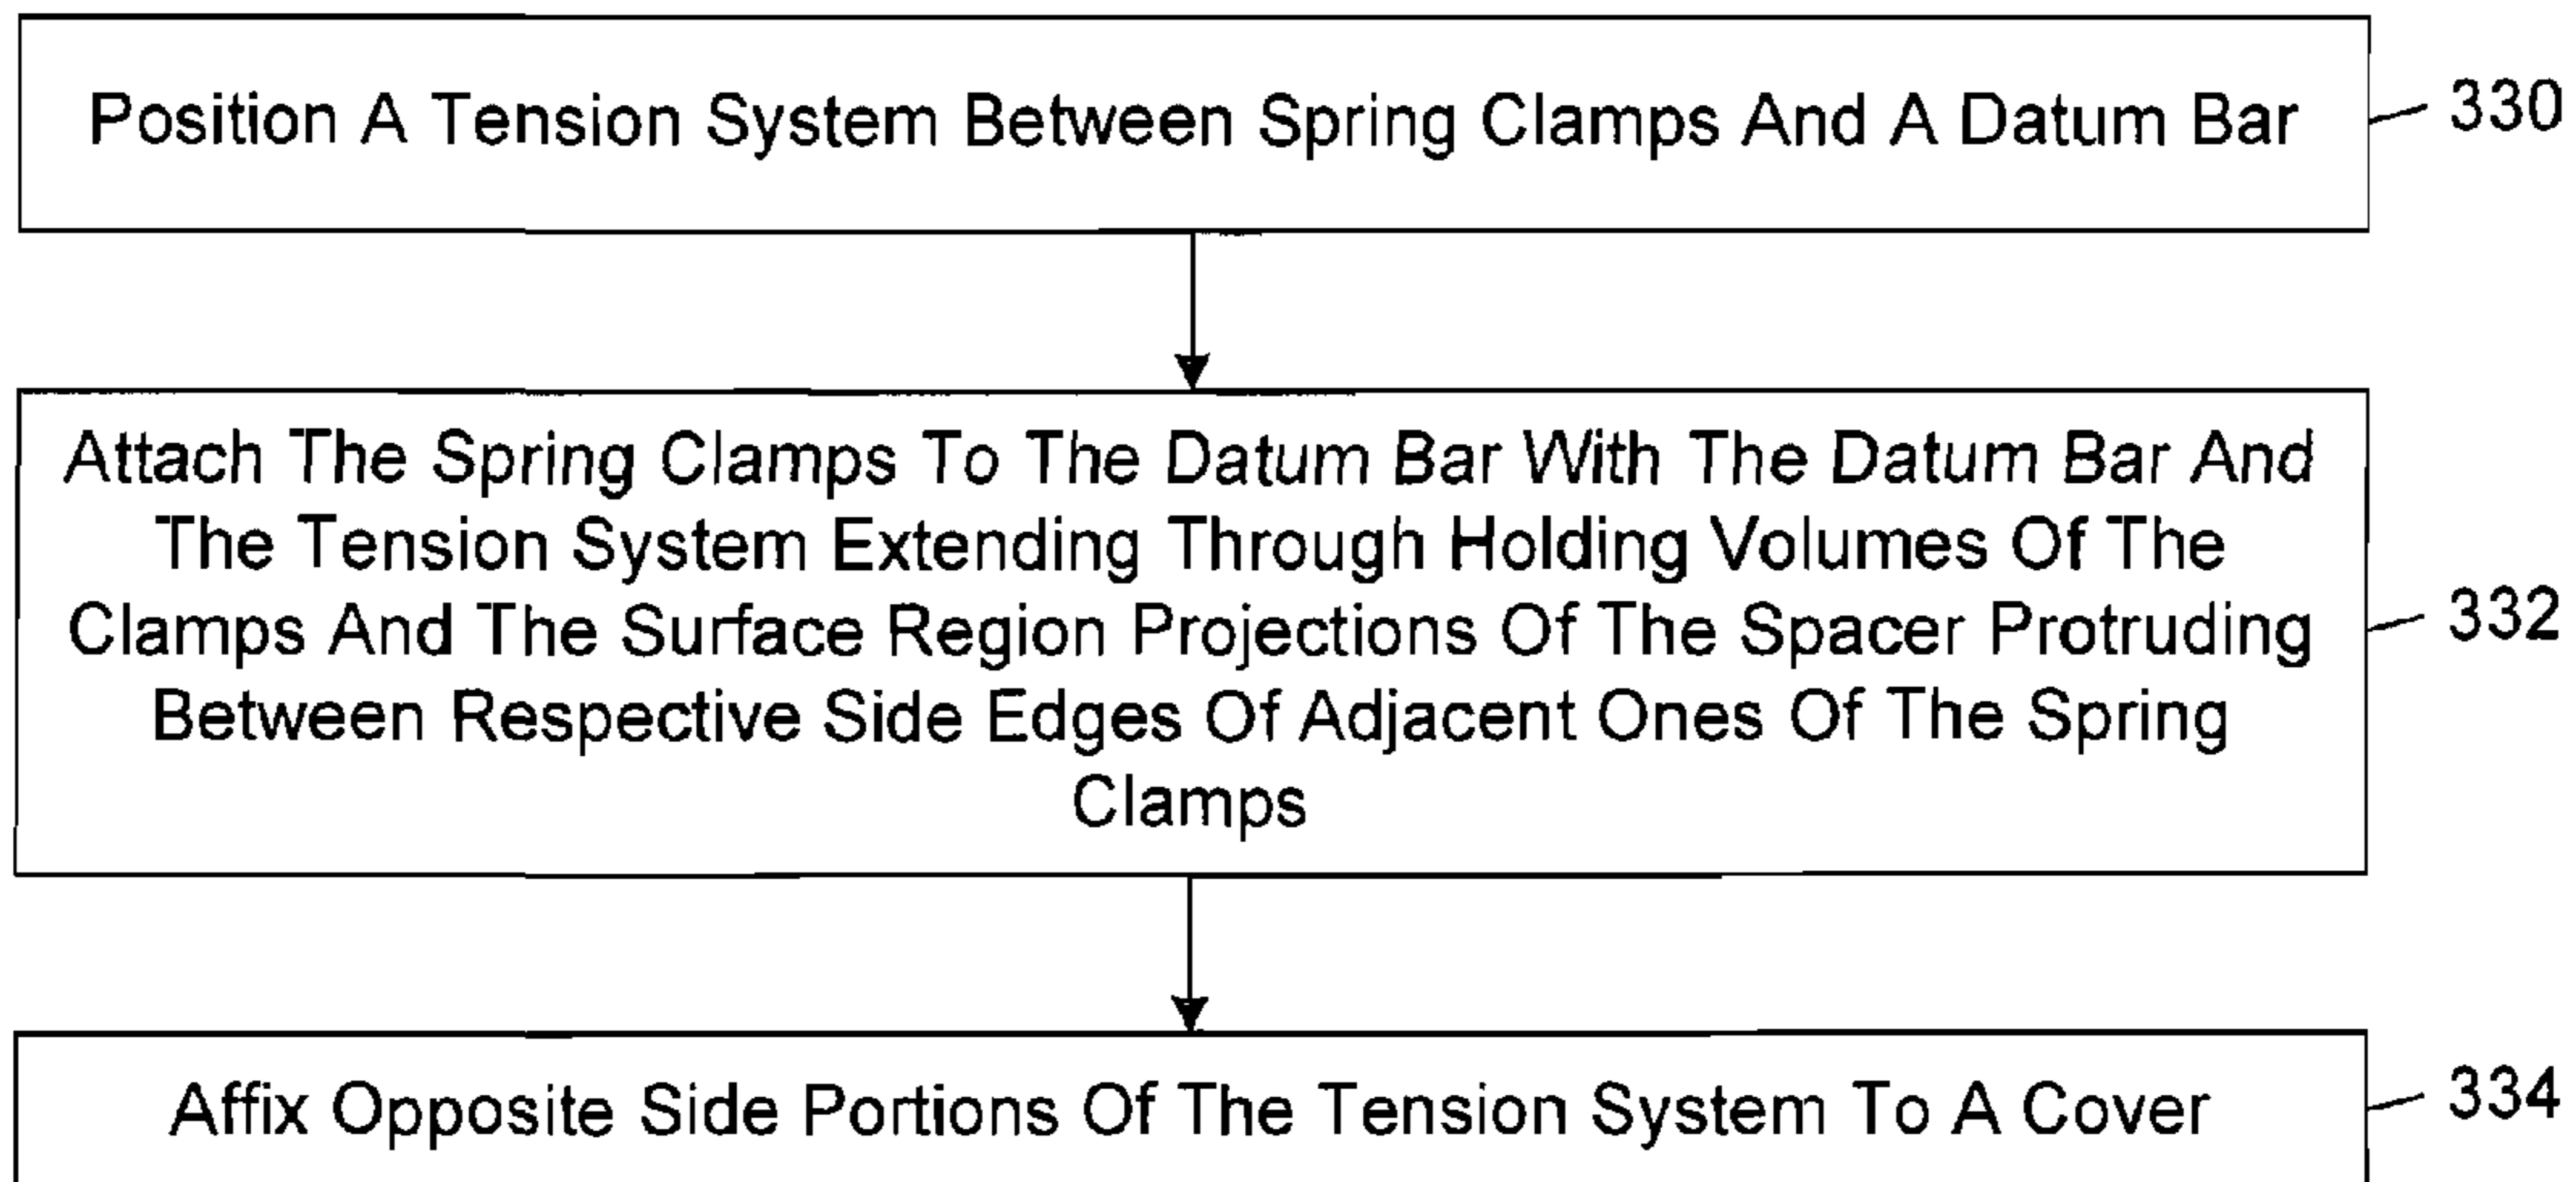 Position A Tension System Between Spring Clamps And A Datum Bar
330
Attach The Spring Clamps To The Datum Bar With The Datum Bar And
The Tension System Extending Through Holding Volumes Of The
Clamps And The Surface Region Projections Of The Spacer Protruding
Between Respective Side Edges Of Adjacent Ones Of The Spring
Clamps
332
Affix Opposite Side Portions Of The Tension System To A Cover
334